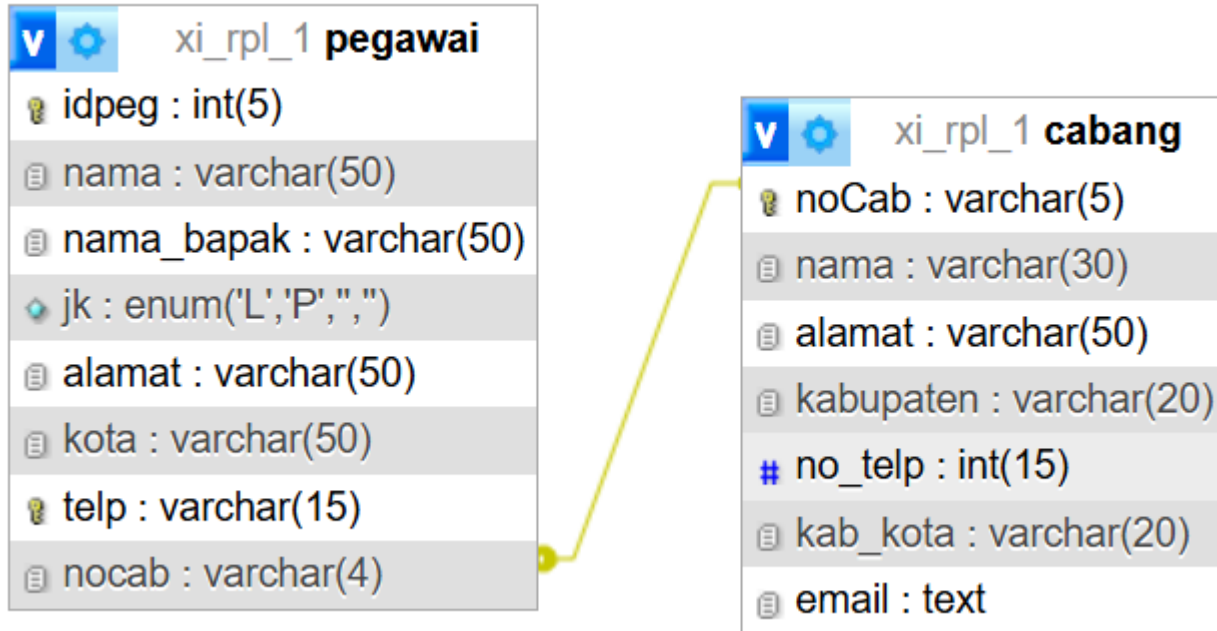 v xi_rpl_1 pegawai
idpeg : int(5)
nama : varchar(50)
nama_bapak : varchar(50)
jk : enum('L','P','','')
alamat : varchar(50)
kota : varchar(50)
telp : varchar(15)
nocab : varchar(4)
v xi_rpl_1 cabang
noCab : varchar(5)
nama : varchar(30)
alamat : varchar(50)
kabupaten : varchar(20)
# no_telp : int(15)
kab_kota : varchar(20)
email : text